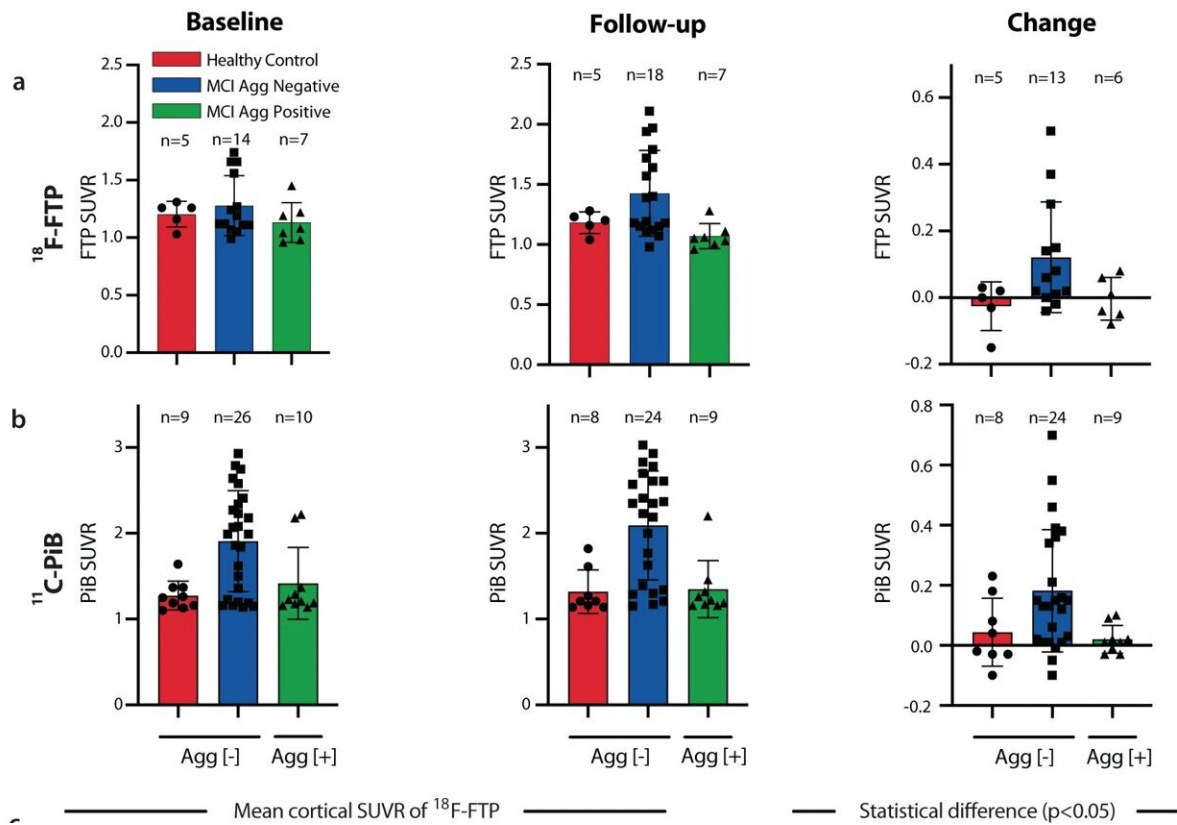 Baseline Follow-up Change
a
Healthy Control
MCI Agg Negative
MCI Agg Positive
¹⁸F-FTP
FTP SUVR
2.5
2.0
1.5
1.0
0.5
0.0
n=5 n=14 n=7
FTP SUVR
2.5
2.0
1.5
1.0
0.5
0.0
n=5 n=18 n=7
FTP SUVR
0.6
0.4
0.2
0.0
-0.2
n=5 n=13 n=6
b
¹¹C-PiB
PiB SUVR
3
2
1
0
n=9 n=26 n=10
Agg [-] Agg [+]
PiB SUVR
3
2
1
0
n=8 n=24 n=9
Agg [-] Agg [+]
PiB SUVR
0.8
0.6
0.4
0.2
0.0
-0.2
n=8 n=24 n=9
Agg [-] Agg [+]
Mean cortical SUVR of ¹⁸F-FTP Statistical difference (p<0.05)